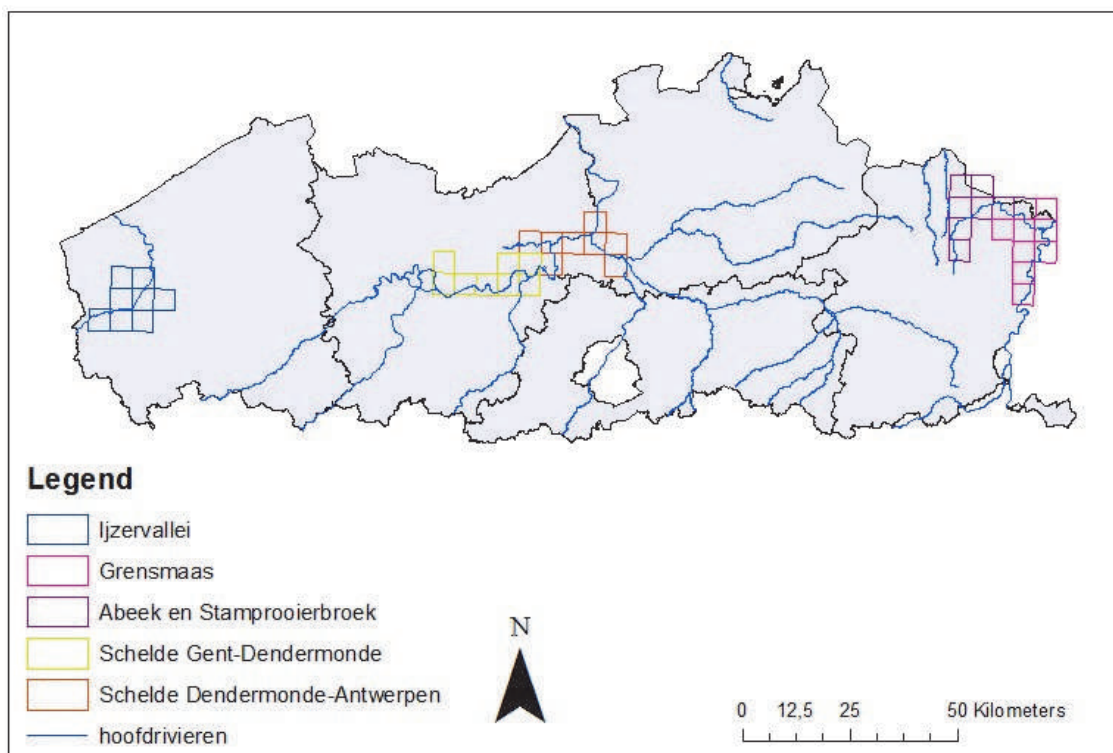 Legend
Ijzervallei
Grensmaas
Abeek en Stamprooierbroek
Schelde Gent-Dendermonde
Schelde Dendermonde-Antwerpen
hoofdrivieren
N
0 12,5 25 50 Kilometers